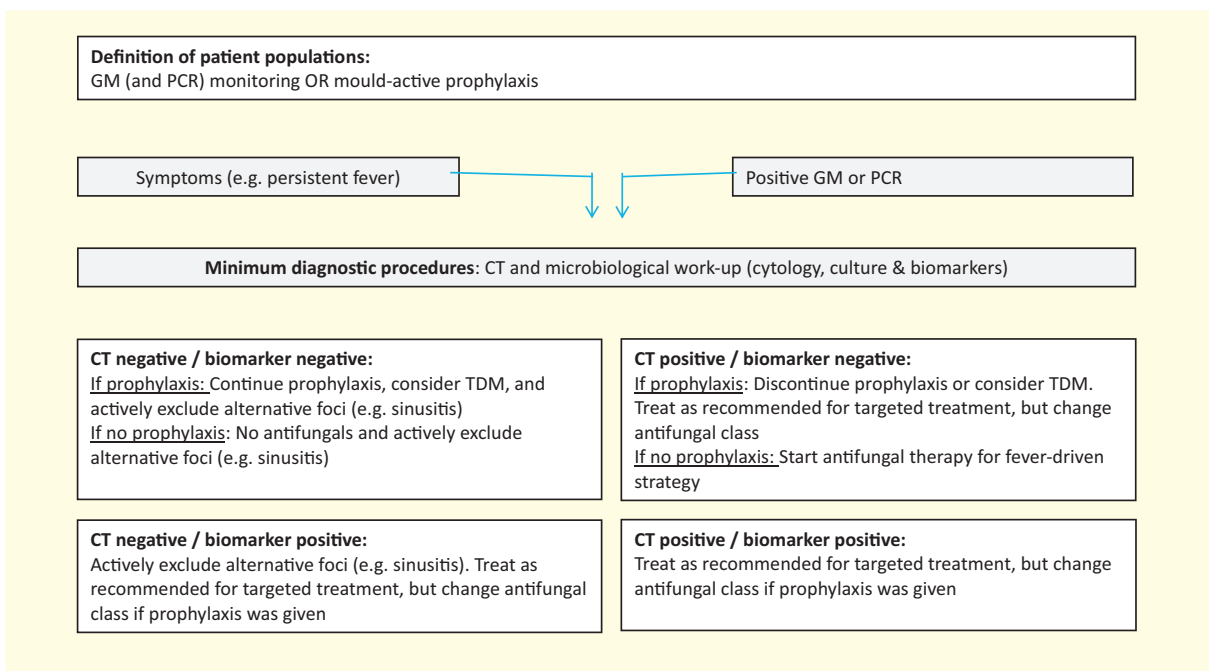 Definition of patient populations:
GM (and PCR) monitoring OR mould-active prophylaxis
Symptoms (e.g. persistent fever)
Positive GM or PCR
Minimum diagnostic procedures: CT and microbiological work-up (cytology, culture & biomarkers)
CT negative / biomarker negative:
If prophylaxis: Continue prophylaxis, consider TDM, and
actively exclude alternative foci (e.g. sinusitis)
If no prophylaxis: No antifungals and actively exclude
alternative foci (e.g. sinusitis)
CT positive / biomarker negative:
If prophylaxis: Discontinue prophylaxis or consider TDM.
Treat as recommended for targeted treatment, but change
antifungal class
If no prophylaxis: Start antifungal therapy for fever-driven
strategy
CT negative / biomarker positive:
Actively exclude alternative foci (e.g. sinusitis). Treat as
recommended for targeted treatment, but change antifungal
class if prophylaxis was given
CT positive / biomarker positive:
Treat as recommended for targeted treatment, but change
antifungal class if prophylaxis was given